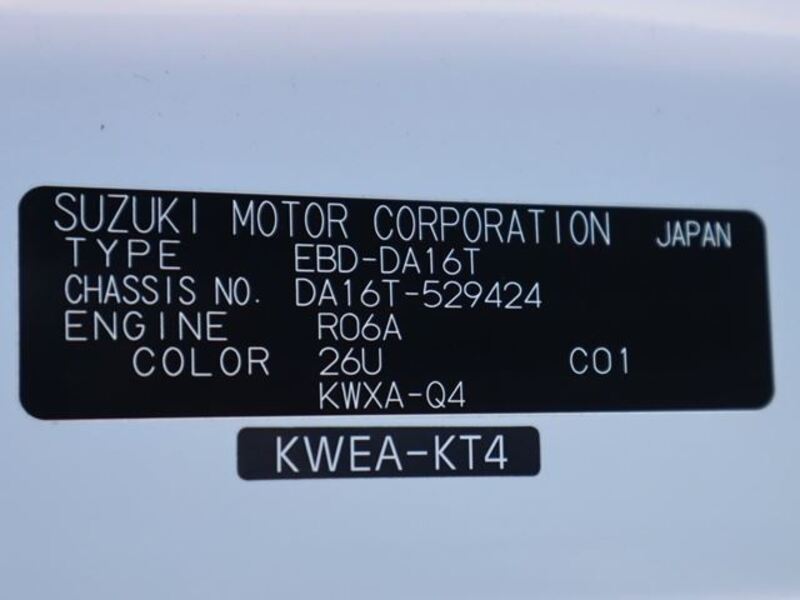 SUZUKI MOTOR CORPORATION JAPAN
TYPE EBD-DA16T
CHASSIS NO. DA16T-529424
ENGINE R06A
COLOR 26U C01
KWXA-Q4
KWEA-KT4